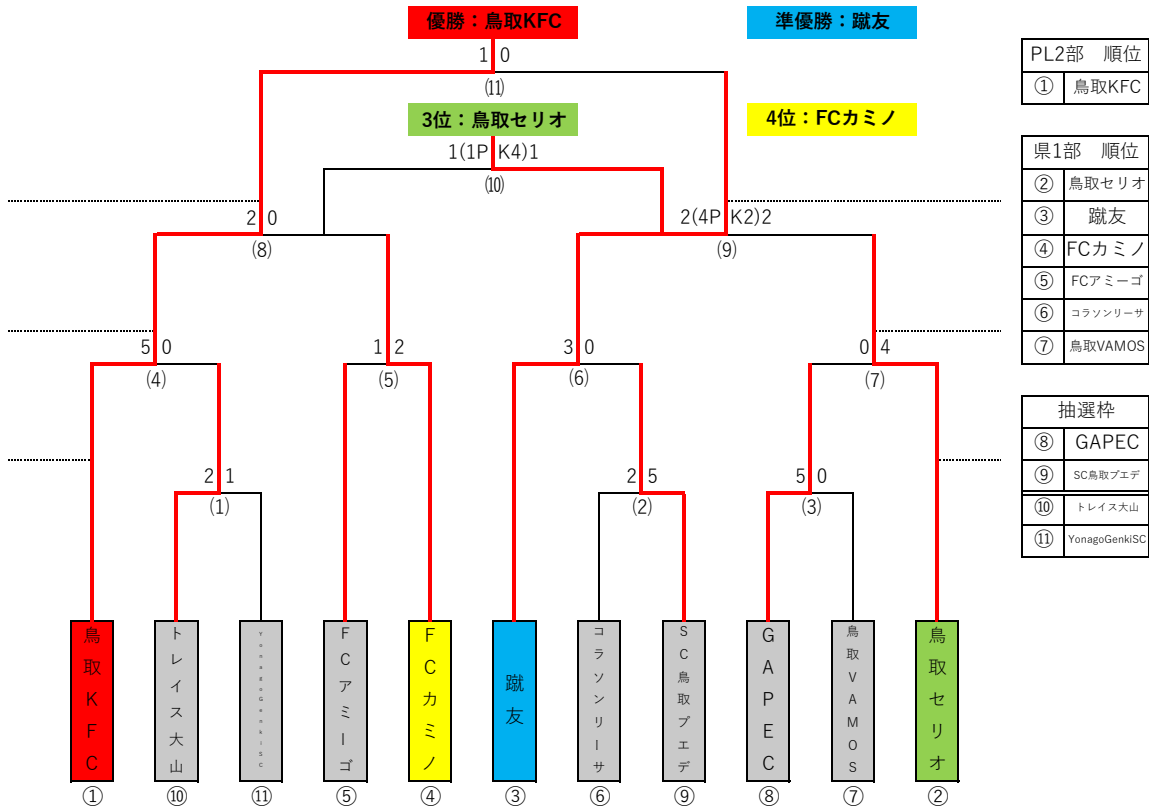 優勝：鳥取KFC
準優勝：蹴友
1 0
(11)
3位：鳥取セリオ
4位：FCカミノ
1(1P K4)1
(10)
2 0
(8)
2(4P K2)2
(9)
5 0
(4)
1 2
(5)
3 0
(6)
0 4
(7)
2 1
(1)
2 5
(2)
5 0
(3)
鳥取KFC
トレイス大山
YonagoGenkiSC
FCアミーゴ
FCカミノ
蹴友
コラソンリーサ
SC鳥取プエデ
GAPEC
鳥取VAMOS
鳥取セリオ
① ⑩ ⑪ ⑤ ④ ③ ⑥ ⑨ ⑧ ⑦ ②
PL2部 順位
① 鳥取KFC
県1部 順位
② 鳥取セリオ
③ 蹴友
④ FCカミノ
⑤ FCアミーゴ
⑥ コラソンリーサ
⑦ 鳥取VAMOS
抽選枠
⑧ GAPEC
⑨ SC鳥取プエデ
⑩ トレイス大山
⑪ YonagoGenkiSC